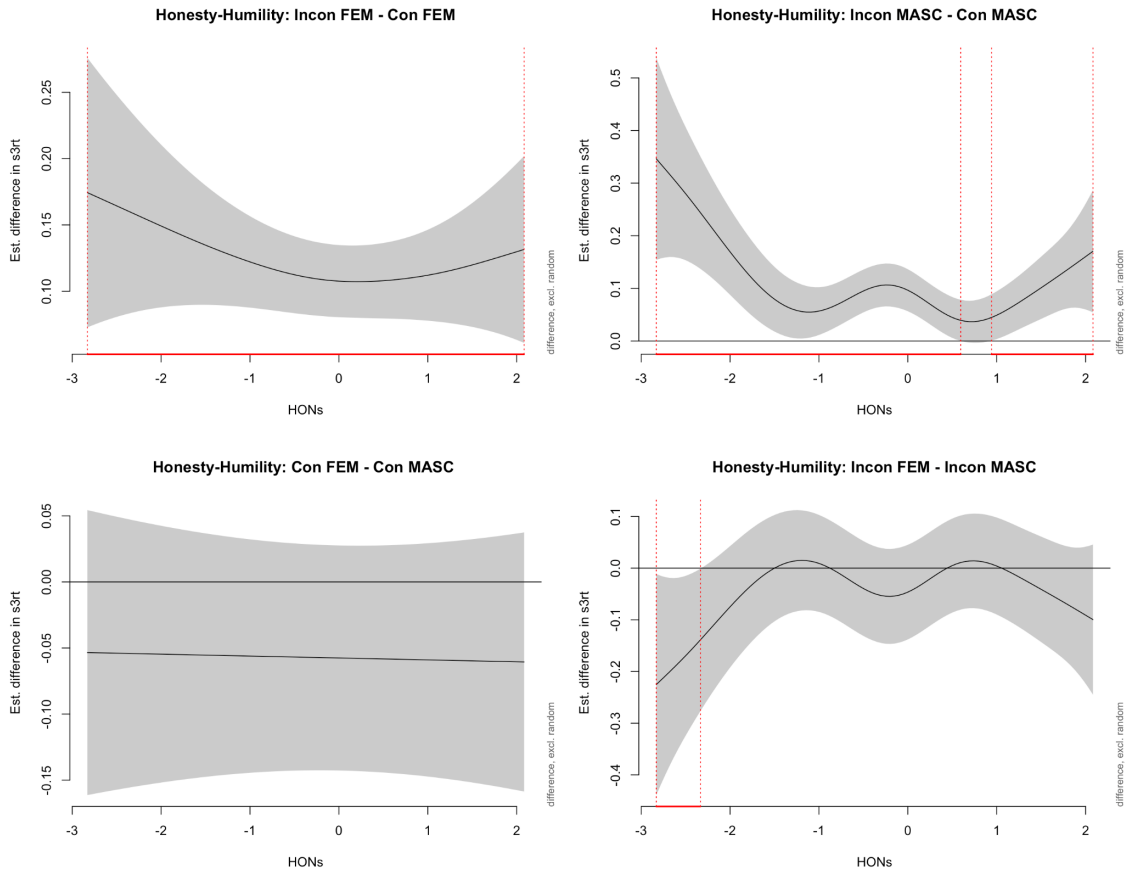 Honesty-Humility: Incon FEM - Con FEM
Est. difference in s3rt
0.25
0.20
0.15
0.10
-3 -2 -1 0 1 2
HONs
difference, excl. random
Honesty-Humility: Incon MASC - Con MASC
Est. difference in s3rt
0.5
0.4
0.3
0.2
0.1
0.0
-3 -2 -1 0 1 2
HONs
difference, excl. random
Honesty-Humility: Con FEM - Con MASC
Est. difference in s3rt
0.05
0.00
-0.05
-0.10
-0.15
-3 -2 -1 0 1 2
HONs
difference, excl. random
Honesty-Humility: Incon FEM - Incon MASC
Est. difference in s3rt
0.1
0.0
-0.1
-0.2
-0.3
-0.4
-3 -2 -1 0 1 2
HONs
difference, excl. random